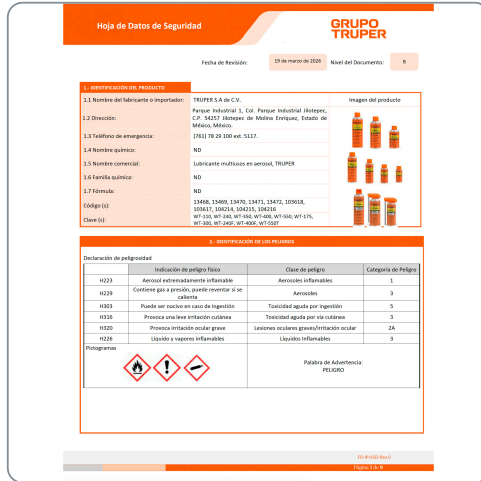 Hoja de Datos de Seguridad
GRUPO
TRUPER
Fecha de Revisión:
19 de marzo de 2026
Nivel del Documento:
8
1.- IDENTIFICACIÓN DEL PRODUCTO
1.1 Nombre del fabricante o importador:
TRUPER S.A de C.V.
Imagen del producto
1.2 Dirección:
Parque Industrial 1, Col. Parque Industrial Jilotepec,
C.P. 54257 Jilotepec de Molina Enríquez, Estado de
México, México.
1.3 Teléfono de emergencia:
(761) 78 29 100 ext. 5117.
1.4 Nombre químico:
ND
1.5 Nombre comercial:
Lubricante multiusos en aerosol, TRUPER
1.6 Familia química:
ND
1.7 Fórmula:
ND
Código (s):
13468, 13469, 13470, 13471, 13472, 103618,
103617, 104214, 104215, 104216
Clave (s):
WT-110, WT-240, WT-350, WT-400, WT-550, WT-175,
WT-300, WT-240F, WT-400F, WT-550T
2.- IDENTIFICACIÓN DE LOS PELIGROS
Declaración de peligrosidad
Indicación de peligro físico
Clase de peligro
Categoría de Peligro
H223
Aerosol extremadamente inflamable
Aerosoles inflamables
1
H229
Contiene gas a presión, puede reventar si se
calienta
Aerosoles
3
H303
Puede ser nocivo en caso de ingestión
Toxicidad aguda por ingestión
5
H316
Provoca una leve irritación cutánea
Toxicidad aguda por vía cutánea
3
H320
Provoca irritación ocular grave
Lesiones oculares graves/irritación ocular
2A
H226
Líquido y vapores inflamables
Líquidos Inflamables
3
Pictogramas
Palabra de Advertencia:
PELIGRO
Página 1 de 9